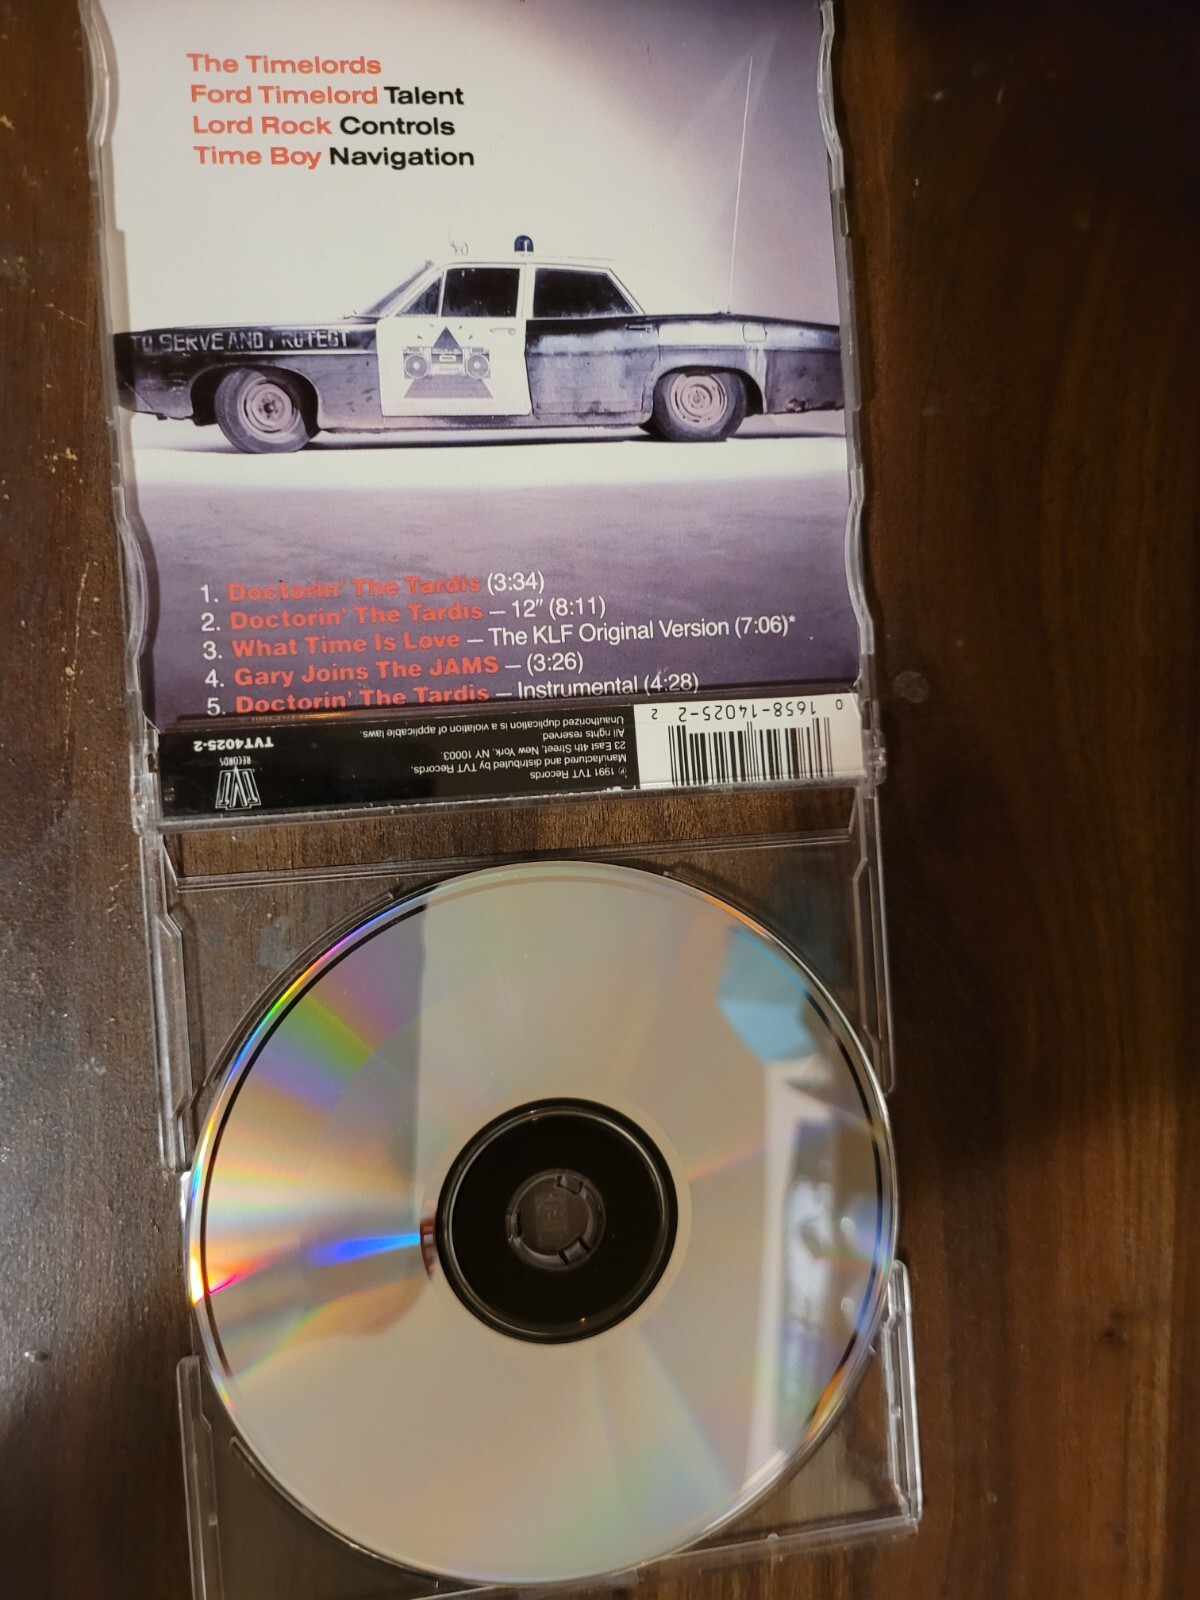 The Timelords
Ford Timelord Talent
Lord Rock Controls
Time Boy Navigation
TO SERVE AND PROTECT
1. Doctorin' The Tardis (3:34)
2. Doctorin' The Tardis – 12" (8:11)
3. What Time Is Love – The KLF Original Version (7:06)*
4. Gary Joins The JAMS – (3:26)
5. Doctorin' The Tardis – Instrumental (4:28)
℗ 1991 TVT Records
Manufactured and distributed by TVT Records,
23 East 4th Street, New York, NY 10003.
All rights reserved.
Unauthorized duplication is a violation of applicable laws.
TVT
RECORDS
TVT4025-2
0 1658-14025-2 2